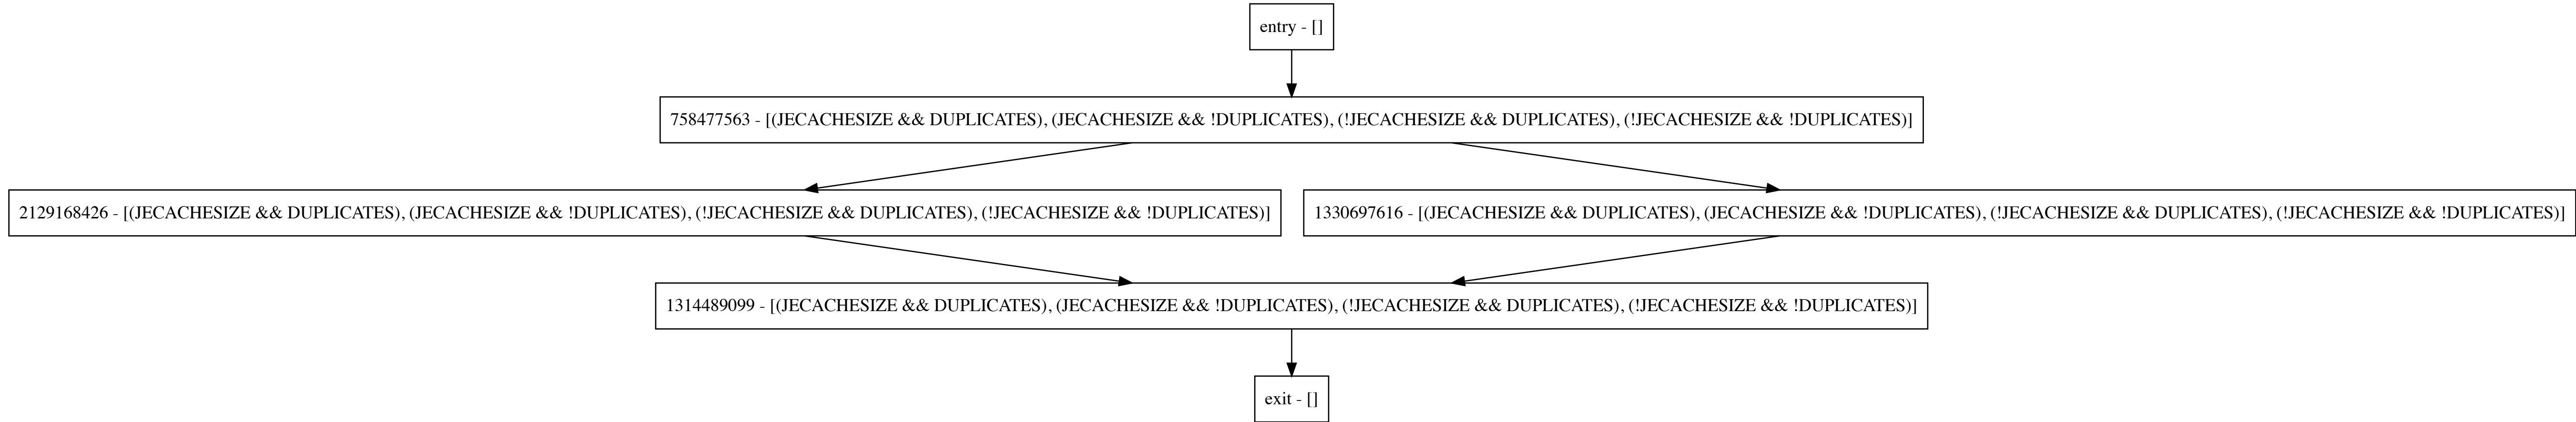 entry - []
758477563 - [(JECACHESIZE && DUPLICATES), (JECACHESIZE && !DUPLICATES), (!JECACHESIZE && DUPLICATES), (!JECACHESIZE && !DUPLICATES)]
2129168426 - [(JECACHESIZE && DUPLICATES), (JECACHESIZE && !DUPLICATES), (!JECACHESIZE && DUPLICATES), (!JECACHESIZE && !DUPLICATES)]
1330697616 - [(JECACHESIZE && DUPLICATES), (JECACHESIZE && !DUPLICATES), (!JECACHESIZE && DUPLICATES), (!JECACHESIZE && !DUPLICATES)]
1314489099 - [(JECACHESIZE && DUPLICATES), (JECACHESIZE && !DUPLICATES), (!JECACHESIZE && DUPLICATES), (!JECACHESIZE && !DUPLICATES)]
exit - []